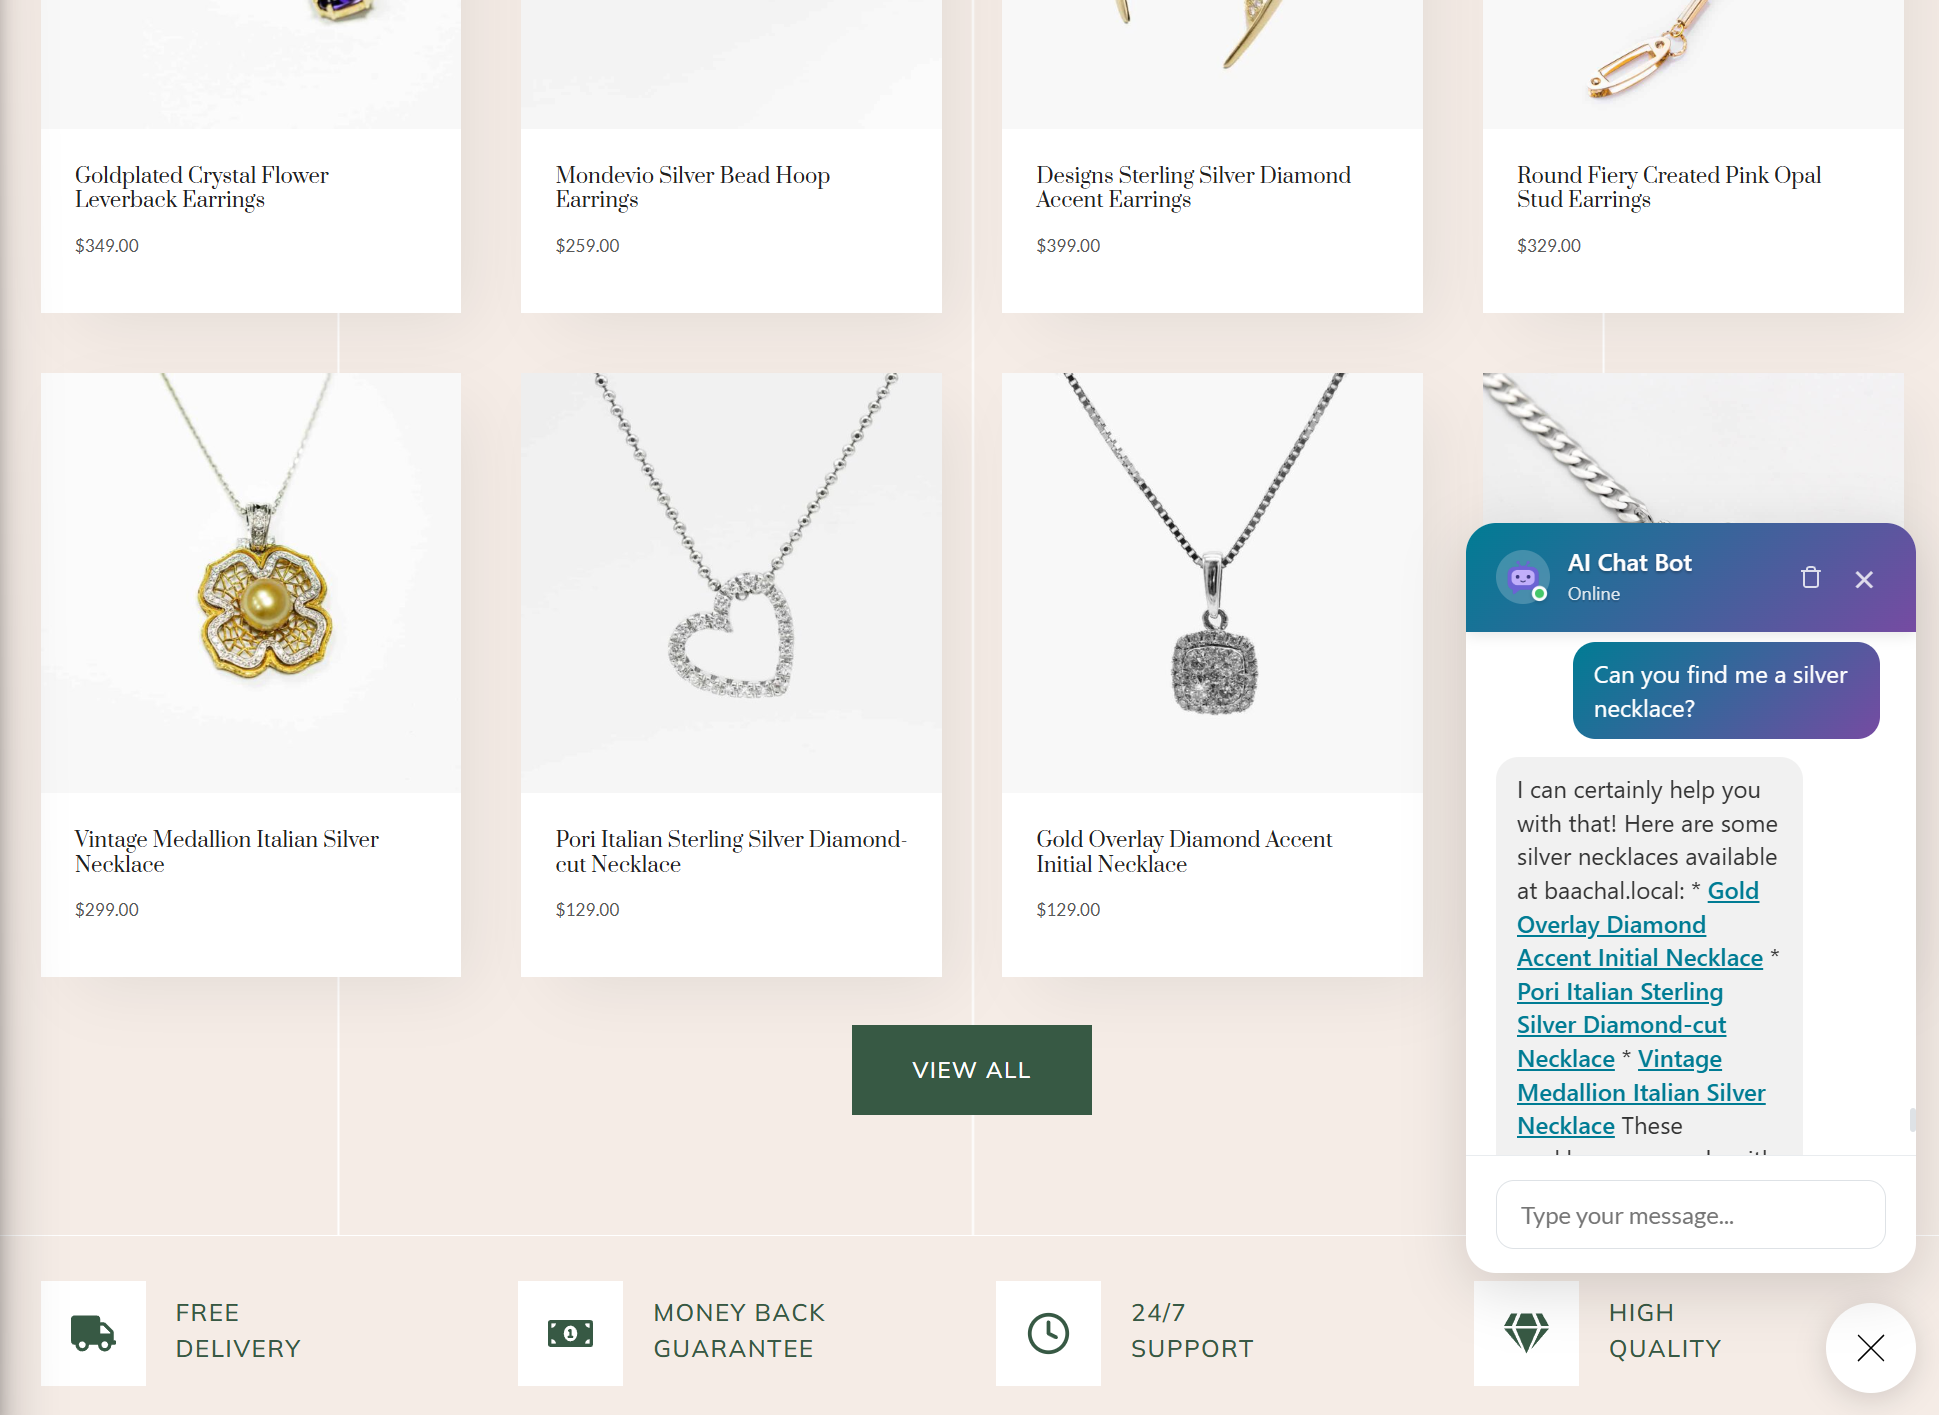 Goldplated Crystal Flower
Leverback Earrings
$349.00
Mondevio Silver Bead Hoop
Earrings
$259.00
Designs Sterling Silver Diamond
Accent Earrings
$399.00
Round Fiery Created Pink Opal
Stud Earrings
$329.00
Vintage Medallion Italian Silver
Necklace
$299.00
Pori Italian Sterling Silver Diamond-
cut Necklace
$129.00
Gold Overlay Diamond Accent
Initial Necklace
$129.00
VIEW ALL
AI Chat Bot
Online
Can you find me a silver
necklace?
I can certainly help you
with that! Here are some
silver necklaces available
at baachal.local: * Gold
Overlay Diamond
Accent Initial Necklace *
Pori Italian Sterling
Silver Diamond-cut
Necklace * Vintage
Medallion Italian Silver
Necklace These
Type your message...
FREE
DELIVERY
MONEY BACK
GUARANTEE
24/7
SUPPORT
HIGH
QUALITY